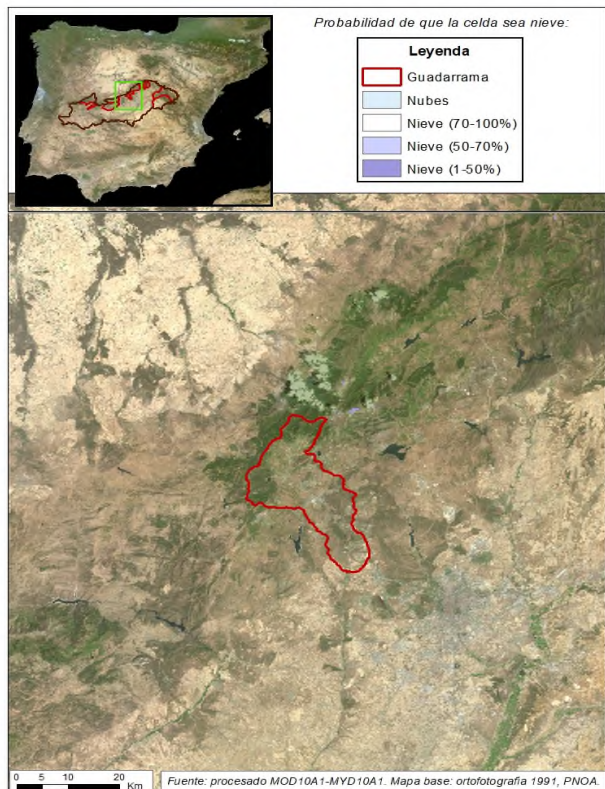 Probabilidad de que la celda sea nieve:
Leyenda
Guadarrama
Nubes
Nieve (70-100%)
Nieve (50-70%)
Nieve (1-50%)
0 5 10 20
Km
Fuente: procesado MOD10A1-MYD10A1. Mapa base: ortofotografia 1991, PNOA.